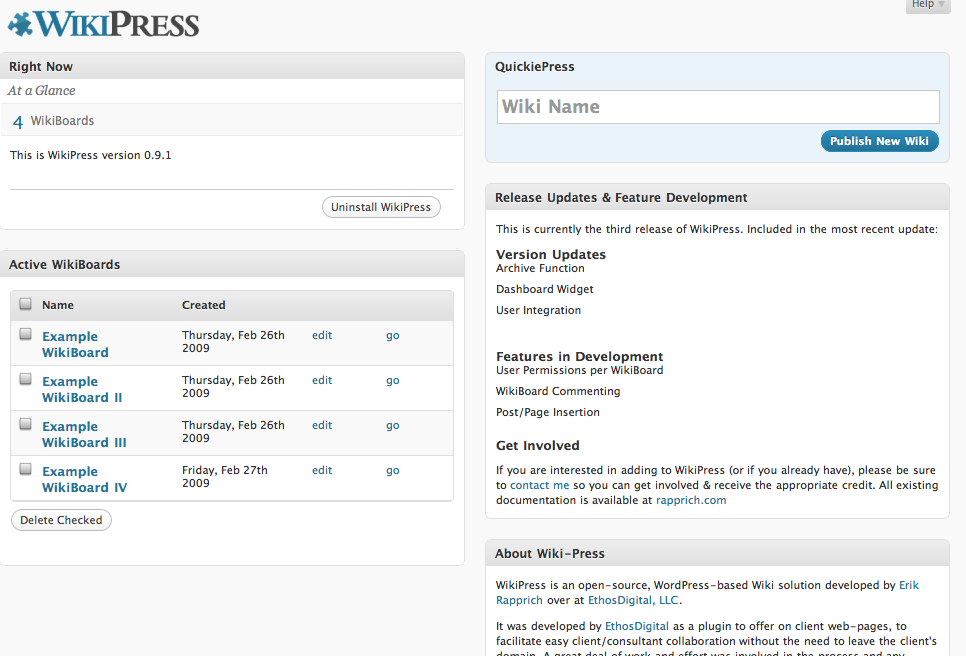 Help
WIKIPRESS
Right Now
At a Glance
4 WikiBoards
This is WikiPress version 0.9.1
Uninstall WikiPress
Active WikiBoards
Name Created
Example Thursday, Feb 26th edit go
WikiBoard 2009
Example Thursday, Feb 26th edit go
WikiBoard II 2009
Example Thursday, Feb 26th edit go
WikiBoard III 2009
Example Friday, Feb 27th edit go
WikiBoard IV 2009
Delete Checked
QuickiePress
Wiki Name
Publish New Wiki
Release Updates & Feature Development
This is currently the third release of WikiPress. Included in the most recent update:
Version Updates
Archive Function
Dashboard Widget
User Integration
Features in Development
User Permissions per WikiBoard
WikiBoard Commenting
Post/Page Insertion
Get Involved
If you are interested in adding to WikiPress (or if you already have), please be sure
to contact me so you can get involved & receive the appropriate credit. All existing
documentation is available at rapprich.com
About Wiki-Press
WikiPress is an open-source, WordPress-based Wiki solution developed by Erik
Rapprich over at EthosDigital, LLC.
It was developed by EthosDigital as a plugin to offer on client web-pages, to
facilitate easy client/consultant collaboration without the need to leave the client's
domain. A great deal of work and effort was involved in the process and any